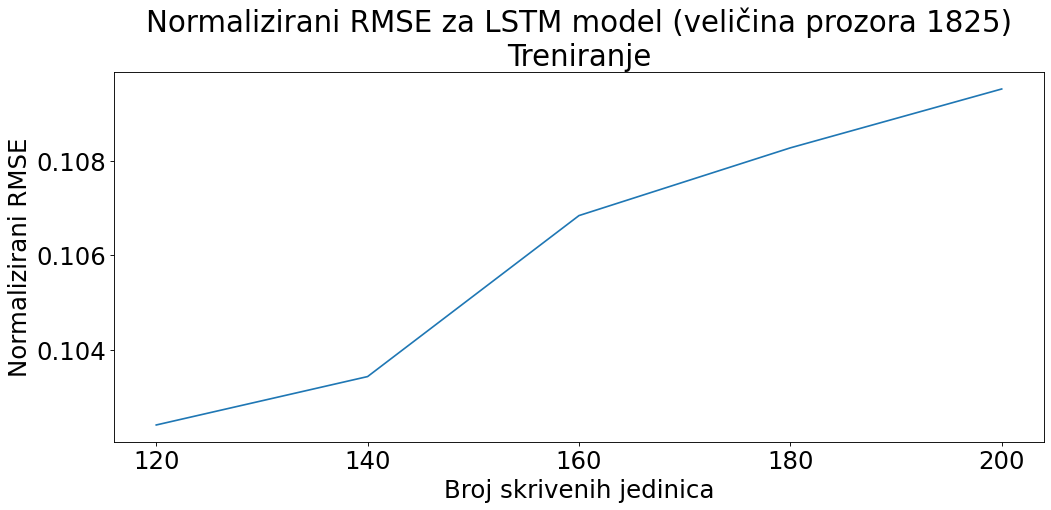 Normalizirani RMSE za LSTM model (veličina prozora 1825)
Treniranje
Normalizirani RMSE
0.108
0.106
0.104
120 140 160 180 200
Broj skrivenih jedinica